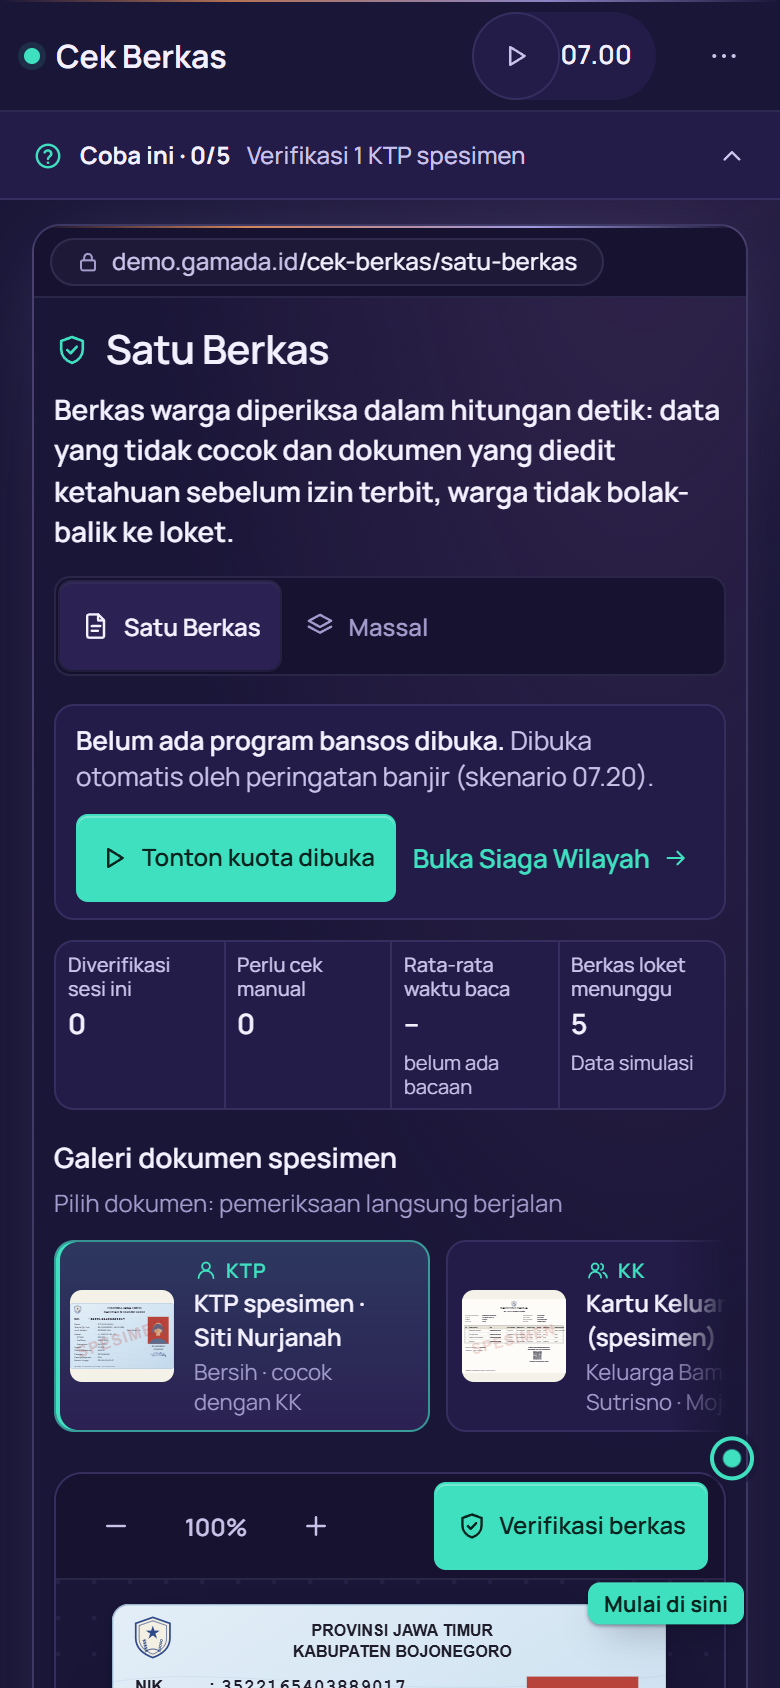 Cek Berkas
07.00
Coba ini · 0/5 Verifikasi 1 KTP spesimen
demo.gamada.id/cek-berkas/satu-berkas
Satu Berkas
Berkas warga diperiksa dalam hitungan detik: data
yang tidak cocok dan dokumen yang diedit
ketahuan sebelum izin terbit, warga tidak bolak-
balik ke loket.
Satu Berkas
Massal
Belum ada program bansos dibuka. Dibuka
otomatis oleh peringatan banjir (skenario 07.20).
Tonton kuota dibuka
Buka Siaga Wilayah →
Diverifikasi
sesi ini
0
Perlu cek
manual
0
Rata-rata
waktu baca
–
belum ada
bacaan
Berkas loket
menunggu
5
Data simulasi
Galeri dokumen spesimen
Pilih dokumen: pemeriksaan langsung berjalan
KTP
KTP spesimen ·
Siti Nurjanah
Bersih · cocok
dengan KK
SPESIMEN
KK
Kartu Keluar
(spesimen)
Keluarga Bam
Sutrisno · Moj
100%
Verifikasi berkas
Mulai di sini
PROVINSI JAWA TIMUR
KABUPATEN BOJONEGORO
NIK : 3522165403889017